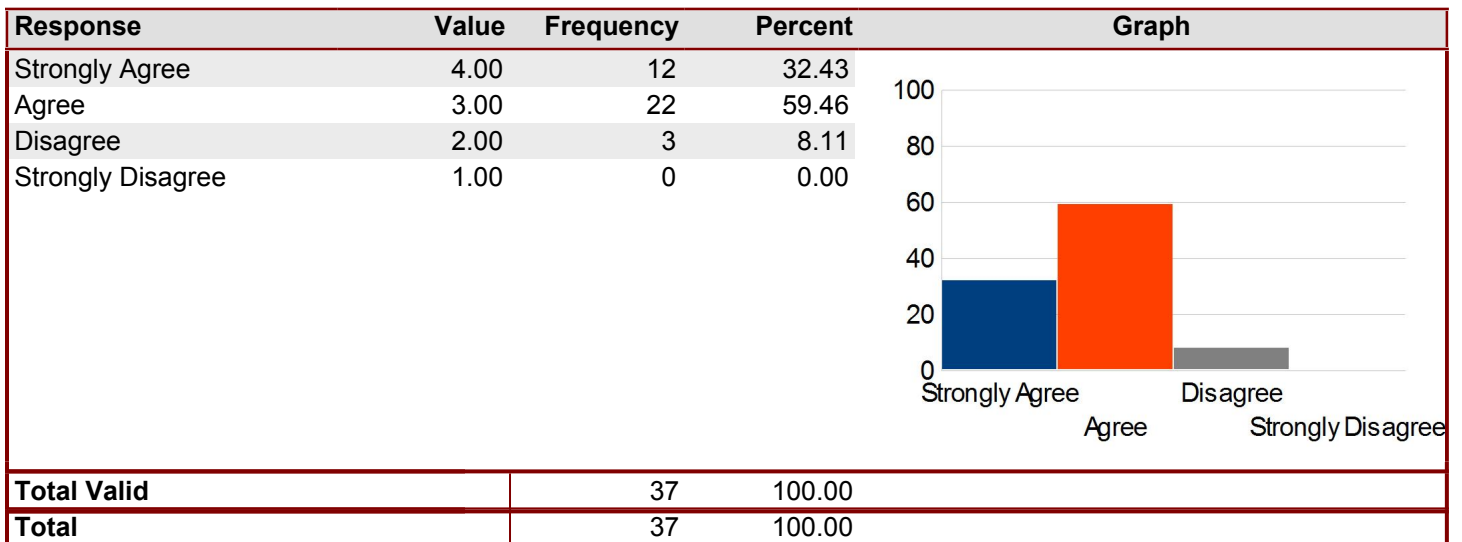 Response Value Frequency Percent Graph
Strongly Agree 4.00 12 32.43
Agree 3.00 22 59.46
Disagree 2.00 3 8.11
Strongly Disagree 1.00 0 0.00
100
80
60
40
20
0
Strongly Agree Disagree
Agree Strongly Disagree
Total Valid 37 100.00
Total 37 100.00